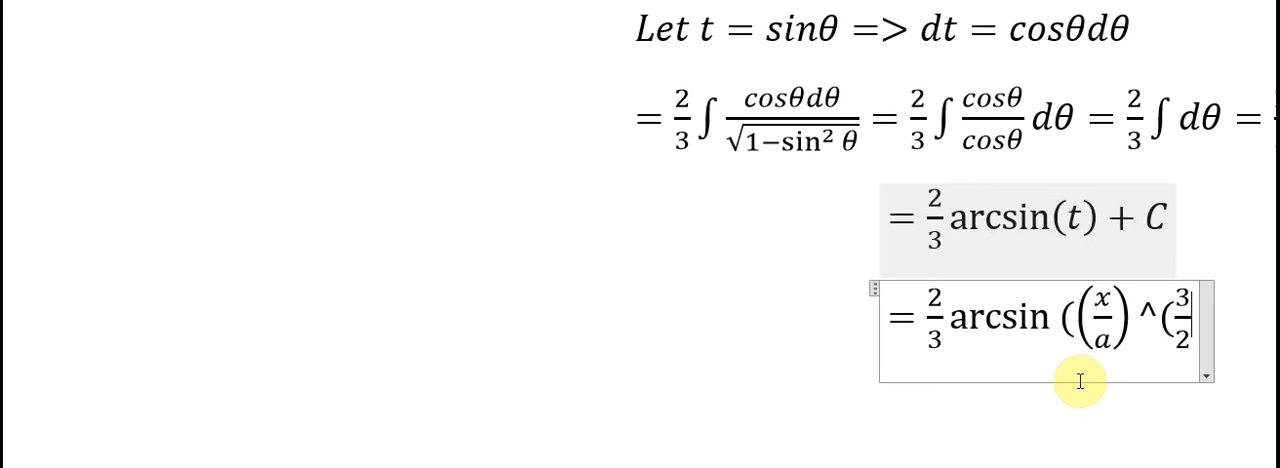 Let t = sinθ => dt = cosθdθ
= 2/3 ∫ cosθdθ/√1−sin² θ = 2/3 ∫ cosθ/cosθ dθ = 2/3 ∫ dθ =
= 2/3 arcsin(t) + C
= 2/3 arcsin ((x/a) ^(3/2